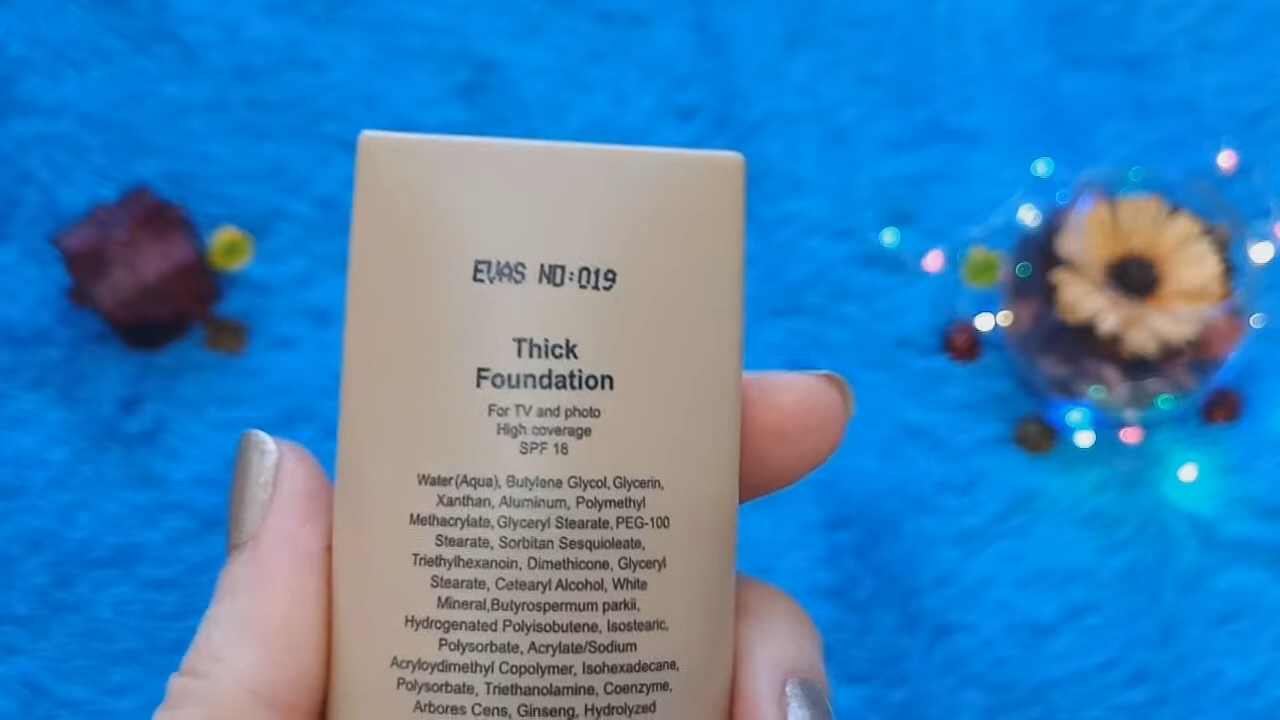 EVAS NO:019
Thick
Foundation
For TV and photo
High coverage
SPF 18
Water(Aqua), Butylene Glycol, Glycerin,
Xanthan, Aluminum, Polymethyl
Methacrylate, Glyceryl Stearate, PEG-100
Stearate, Sorbitan Sesquioleate,
Triethylhexanoin, Dimethicone, Glyceryl
Stearate, Cetearyl Alcohol, White
Mineral,Butyrospermum parkii,
Hydrogenated Polyisobutene, Isostearic,
Polysorbate, Acrylate/Sodium
Acryloydimethyl Copolymer, Isohexadecane,
Polysorbate, Triethanolamine, Coenzyme,
Arbores Cens, Ginseng, Hydrolyzed